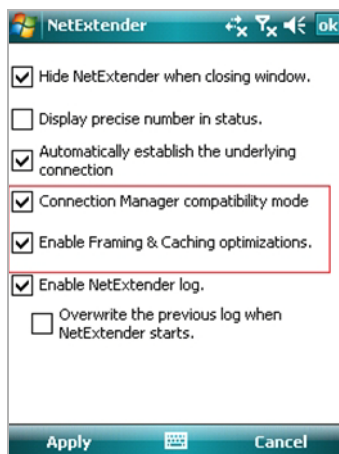 NetExtender ok
Hide NetExtender when closing window.
Display precise number in status.
Automatically establish the underlying
connection
Connection Manager compatibility mode
Enable Framing & Caching optimizations.
Enable NetExtender log.
Overwrite the previous log when
NetExtender starts.
Apply Cancel